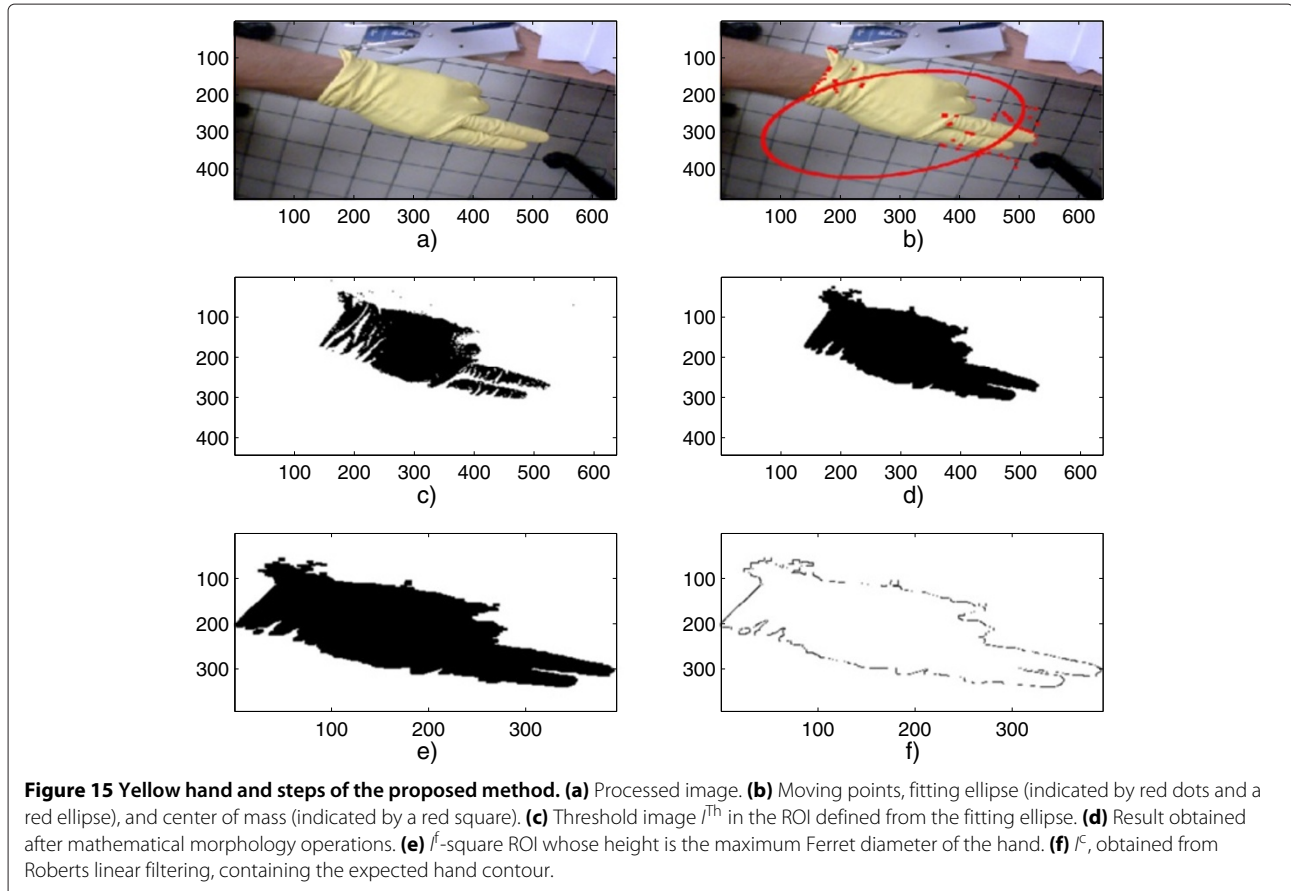 100
200
300
400
100 200 300 400 500 600
a)
100
200
300
400
100 200 300 400 500 600
b)
100
200
300
400
100 200 300 400 500 600
c)
100
200
300
400
100 200 300 400 500 600
d)
100
200
300
100 200 300
e)
100
200
300
100 200 300
f)
Figure 15 Yellow hand and steps of the proposed method. (a) Processed image. (b) Moving points, fitting ellipse (indicated by red dots and a
red ellipse), and center of mass (indicated by a red square). (c) Threshold image I^Th in the ROI defined from the fitting ellipse. (d) Result obtained
after mathematical morphology operations. (e) I^f-square ROI whose height is the maximum Ferret diameter of the hand. (f) I^c, obtained from
Roberts linear filtering, containing the expected hand contour.